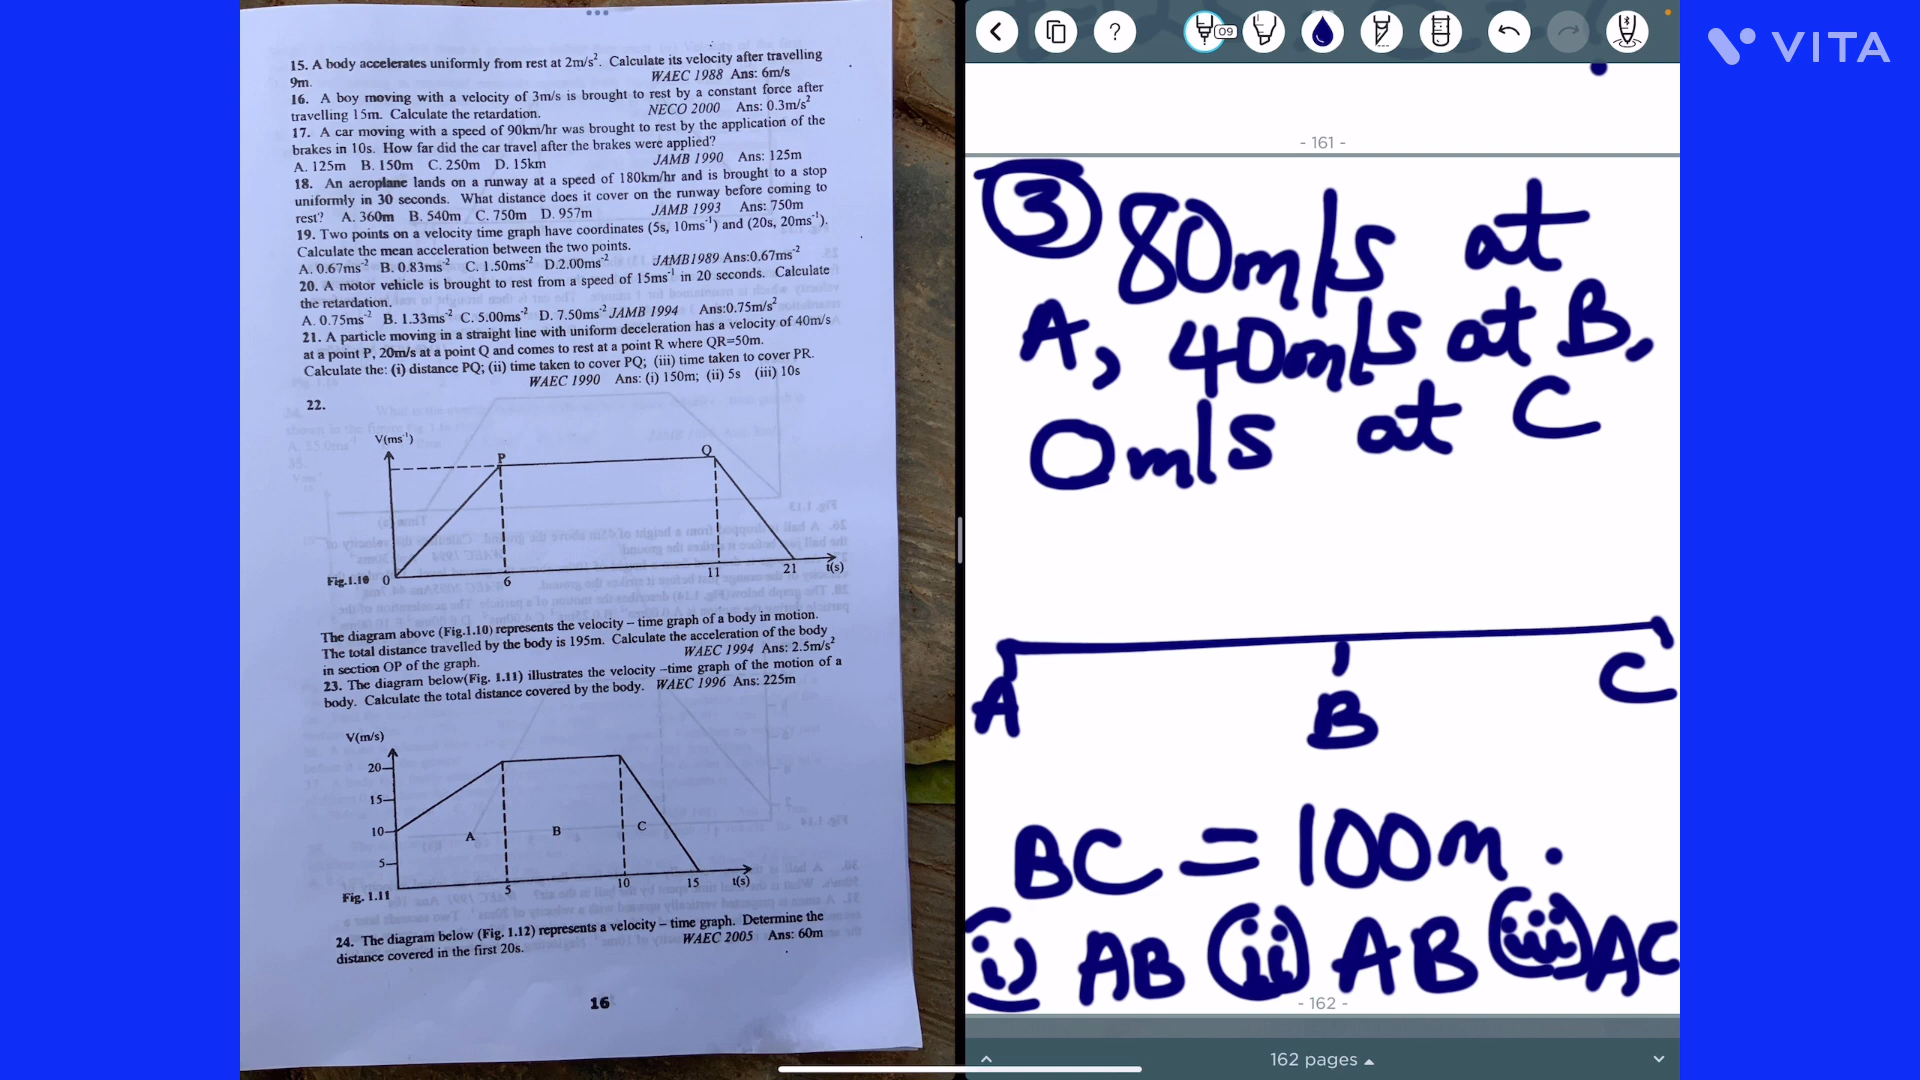 15. A body accelerates uniformly from rest at 2m/s². Calculate its velocity after travelling
9m. WAEC 1988 Ans: 6m/s
16. A boy moving with a velocity of 3m/s is brought to rest by a constant force after
travelling 15m. Calculate the retardation. NECO 2000 Ans: 0.3m/s²
17. A car moving with a speed of 90km/hr was brought to rest by the application of the
brakes in 10s. How far did the car travel after the brakes were applied?
A. 125m B. 150m C. 250m D. 15km JAMB 1990 Ans: 125m
18. An aeroplane lands on a runway at a speed of 180km/hr and is brought to a stop
uniformly in 30 seconds. What distance does it cover on the runway before coming to
rest? A. 360m B. 540m C. 750m D. 957m JAMB 1993 Ans: 750m
19. Two points on a velocity time graph have coordinates (5s, 10ms⁻¹) and (20s, 20ms⁻¹).
Calculate the mean acceleration between the two points.
A. 0.67ms⁻² B. 0.83ms⁻² C. 1.50ms⁻² D.2.00ms⁻² JAMB1989 Ans:0.67ms⁻²
20. A motor vehicle is brought to rest from a speed of 15ms⁻¹ in 20 seconds. Calculate
the retardation.
A. 0.75ms⁻² B. 1.33ms⁻² C. 5.00ms⁻² D. 7.50ms⁻² JAMB 1994 Ans:0.75m/s²
21. A particle moving in a straight line with uniform deceleration has a velocity of 40m/s
at a point P, 20m/s at a point Q and comes to rest at a point R where QR=50m.
Calculate the: (i) distance PQ; (ii) time taken to cover PQ; (iii) time taken to cover PR.
WAEC 1990 Ans: (i) 150m; (ii) 5s (iii) 10s
22.
V(ms⁻¹)
P Q
Fig.1.10 0 6 11 21 t(s)
The diagram above (Fig.1.10) represents the velocity – time graph of a body in motion.
The total distance travelled by the body is 195m. Calculate the acceleration of the body
in section OP of the graph. WAEC 1994 Ans: 2.5m/s²
23. The diagram below(Fig. 1.11) illustrates the velocity –time graph of the motion of a
body. Calculate the total distance covered by the body. WAEC 1996 Ans: 225m
V(m/s)
20
15
10 A B C
5
Fig. 1.11 5 10 15 t(s)
24. The diagram below (Fig. 1.12) represents a velocity – time graph. Determine the
distance covered in the first 20s. WAEC 2005 Ans: 60m
16
? 09
- 161 -
3 80m/s at
A, 40m/s at B,
0m/s at C
A B C
BC = 100m.
(i) AB (ii) AB (iii) AC
- 162 -
162 pages
VITA